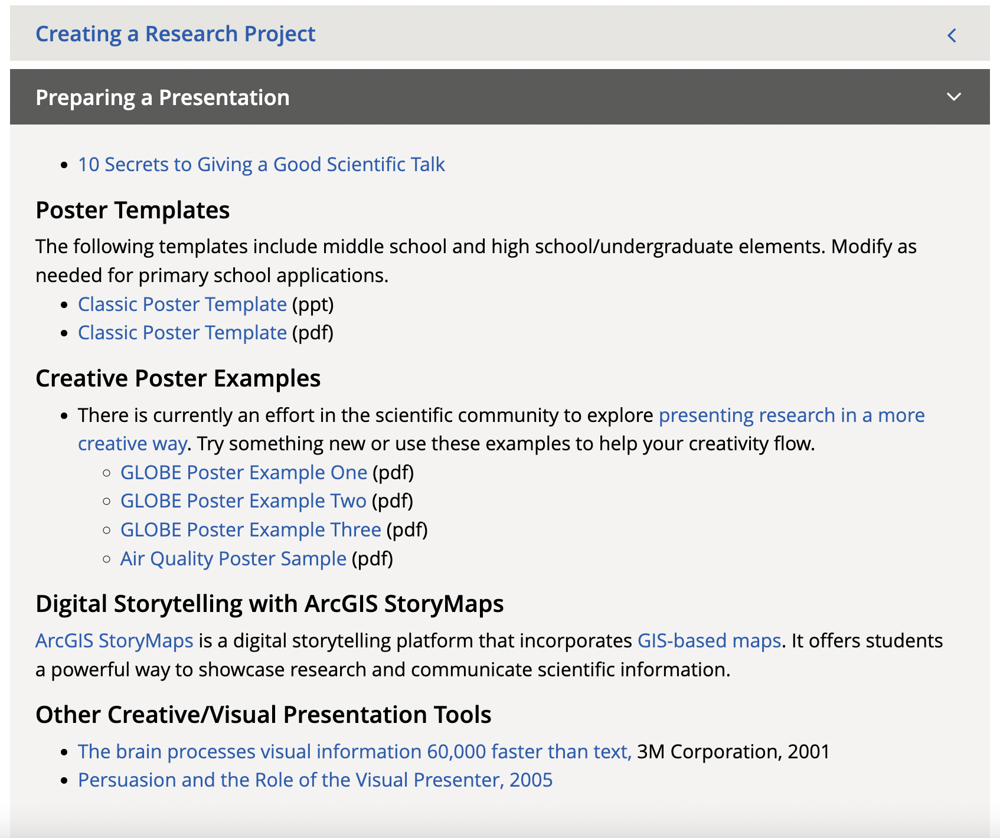 Creating a Research Project
Preparing a Presentation
10 Secrets to Giving a Good Scientific Talk
Poster Templates
The following templates include middle school and high school/undergraduate elements. Modify as
needed for primary school applications.
Classic Poster Template (ppt)
Classic Poster Template (pdf)
Creative Poster Examples
There is currently an effort in the scientific community to explore presenting research in a more
creative way. Try something new or use these examples to help your creativity flow.
GLOBE Poster Example One (pdf)
GLOBE Poster Example Two (pdf)
GLOBE Poster Example Three (pdf)
Air Quality Poster Sample (pdf)
Digital Storytelling with ArcGIS StoryMaps
ArcGIS StoryMaps is a digital storytelling platform that incorporates GIS-based maps. It offers students
a powerful way to showcase research and communicate scientific information.
Other Creative/Visual Presentation Tools
The brain processes visual information 60,000 faster than text, 3M Corporation, 2001
Persuasion and the Role of the Visual Presenter, 2005